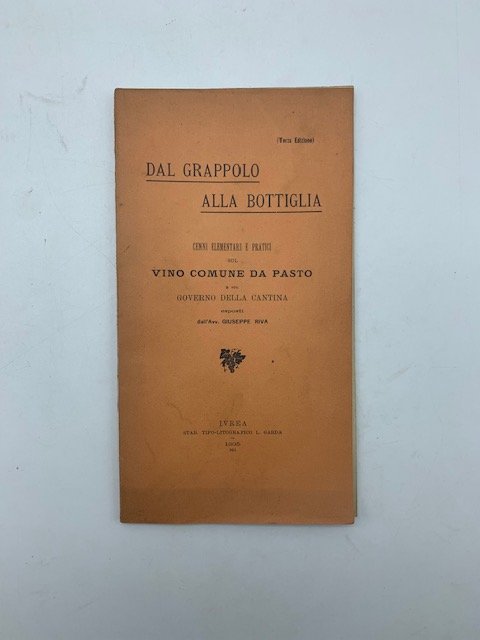 (Terza Edizione)
DAL GRAPPOLO
ALLA BOTTIGLIA
CENNI ELEMENTARI E PRATICI
SUL
VINO COMUNE DA PASTO
E SUL
GOVERNO DELLA CANTINA
ESPOSTI
dall'Avv. GIUSEPPE RIVA
IVREA
STAB. TIPO-LITOGRAFICO L. GARDA